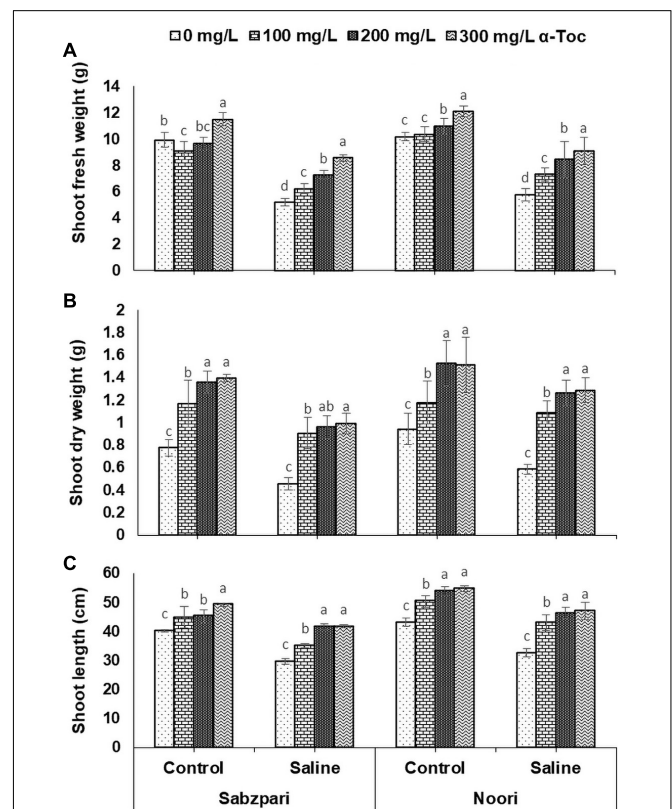 0 mg/L 100 mg/L 200 mg/L 300 mg/L α-Toc
A
Shoot fresh weight (g)
14
12
10
8
6
4
2
0
b c bc a
d c b a
c c b a
d c b a
B
Shoot dry weight (g)
2
1.8
1.6
1.4
1.2
1
0.8
0.6
0.4
0.2
0
c b a a
c b ab a
c b a a
c b a a
C
Shoot length (cm)
60
50
40
30
20
10
0
c b b a
c b a a
c b a a
c b a a
Control Saline Control Saline
Sabzpari Noori